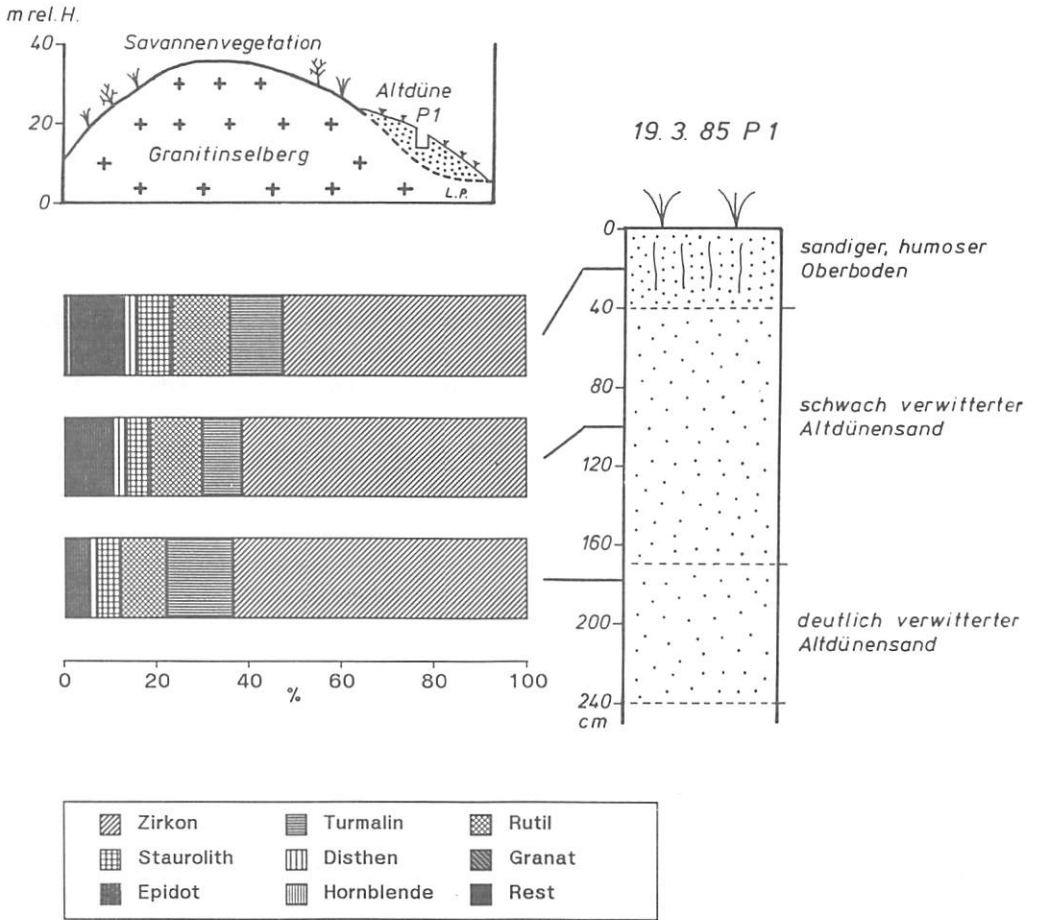 m rel. H.
40
20
0
Savannenvegetation
Altdüne
P1
Granitinselberg
L.P.
19. 3. 85 P 1
0
40
80
120
160
200
240
cm
sandiger, humoser
Oberboden
schwach verwitterter
Altdünensand
deutlich verwitterter
Altdünensand
0 20 40 60 80 100
%
Zirkon Turmalin Rutil
Staurolith Disthen Granat
Epidot Hornblende Rest